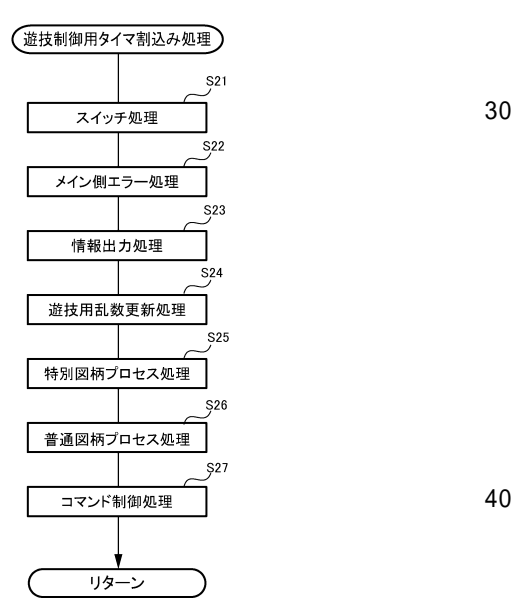 遊技制御用タイマ割込み処理
S21
スイッチ処理
30
S22
メイン側エラー処理
S23
情報出力処理
S24
遊技用乱数更新処理
S25
特別図柄プロセス処理
S26
普通図柄プロセス処理
S27
コマンド制御処理
40
リターン